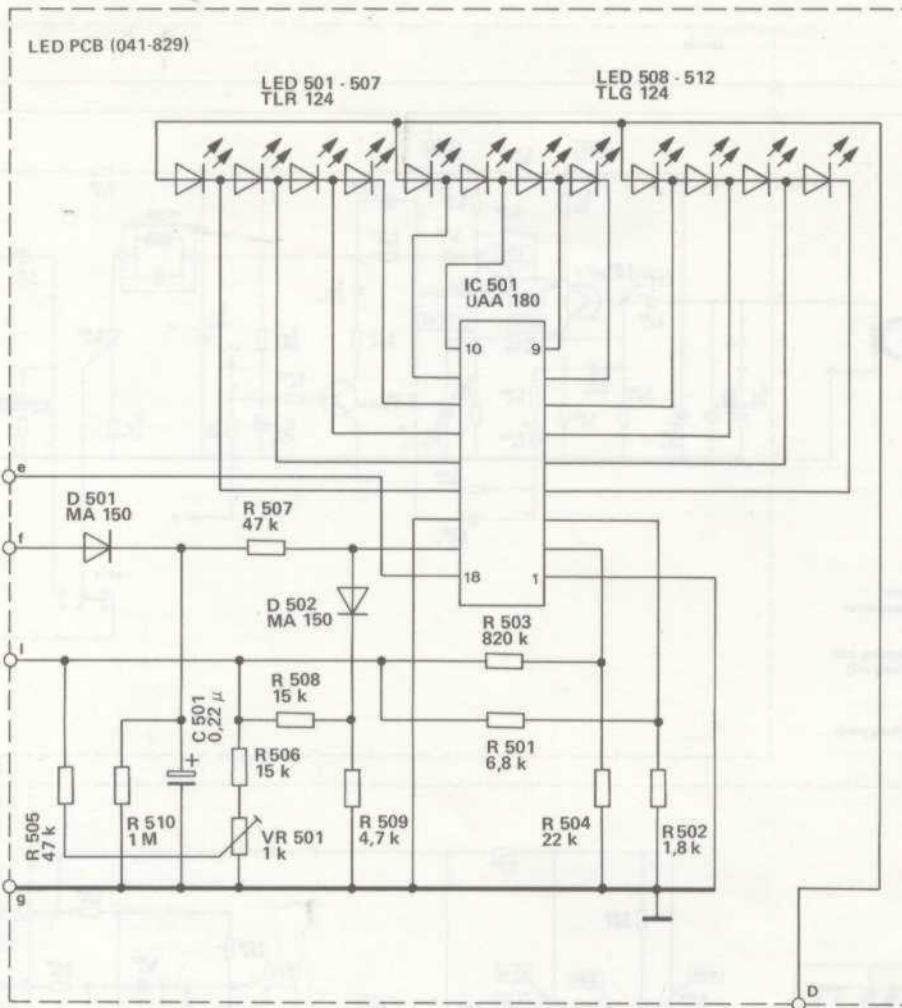 LED PCB (041-829)
LED 501 - 507
TLR 124
LED 508 - 512
TLG 124
IC 501
UAA 180
10
9
e
D 501
MA 150
R 507
47 k
f
18
1
D 502
MA 150
R 503
820 k
l
R 508
15 k
C 501
0,22 µ
+
R 501
6,8 k
R 506
15 k
R 505
47 k
R 510
1 M
VR 501
1 k
R 509
4,7 k
R 504
22 k
R 502
1,8 k
g
D